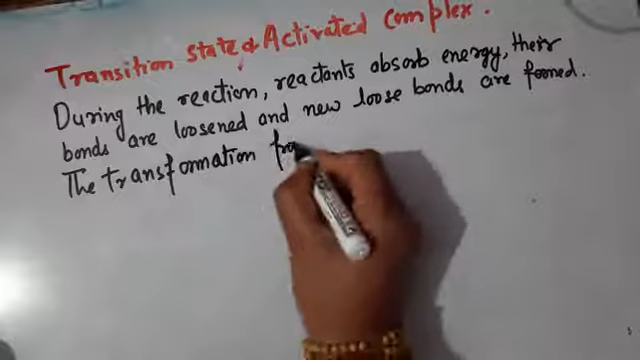 Transition state & Activated Complex.
During the reaction, reactants absorb energy, their
bonds are loosened and new loose bonds are formed.
The transformation fro